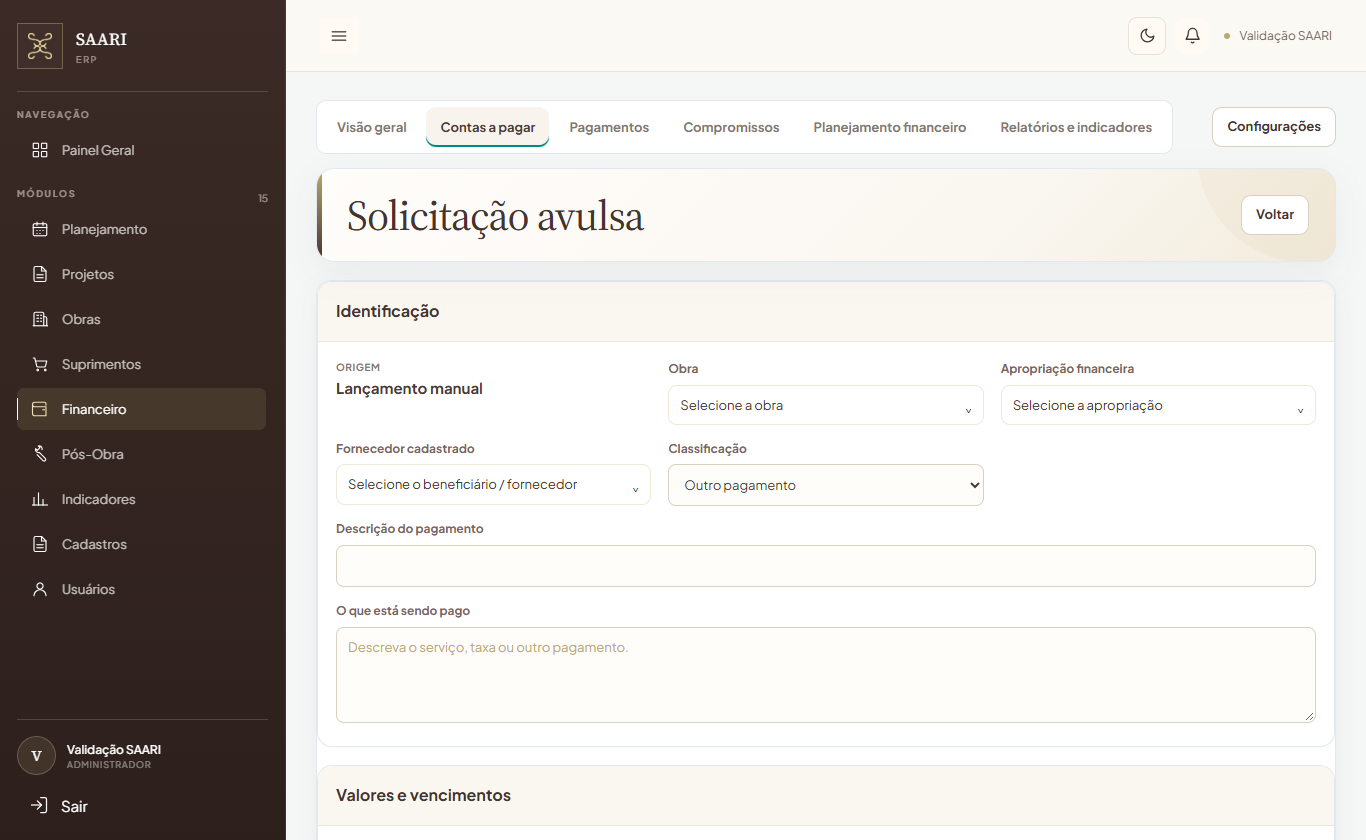 SAARI
ERP
NAVEGAÇÃO
Painel Geral
MÓDULOS
15
Planejamento
Projetos
Obras
Suprimentos
Financeiro
Pós-Obra
Indicadores
Cadastros
Usuários
V
Validação SAARI
ADMINISTRADOR
Sair
Validação SAARI
Visão geral
Contas a pagar
Pagamentos
Compromissos
Planejamento financeiro
Relatórios e indicadores
Configurações
Solicitação avulsa
Voltar
Identificação
ORIGEM
Lançamento manual
Obra
Selecione a obra
Apropriação financeira
Selecione a apropriação
Fornecedor cadastrado
Selecione o beneficiário / fornecedor
Classificação
Outro pagamento
Descrição do pagamento
O que está sendo pago
Descreva o serviço, taxa ou outro pagamento.
Valores e vencimentos